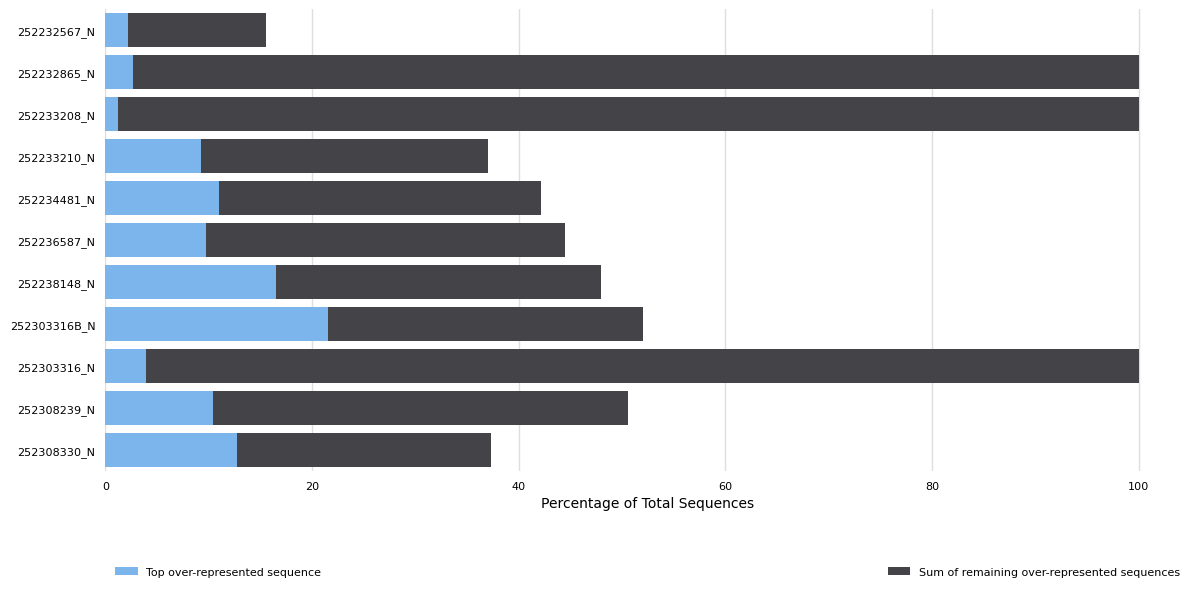 252232567_N
252232865_N
252233208_N
252233210_N
252234481_N
252236587_N
252238148_N
252303316B_N
252303316_N
252308239_N
252308330_N
0 20 40 60 80 100
Percentage of Total Sequences
Top over-represented sequence Sum of remaining over-represented sequences